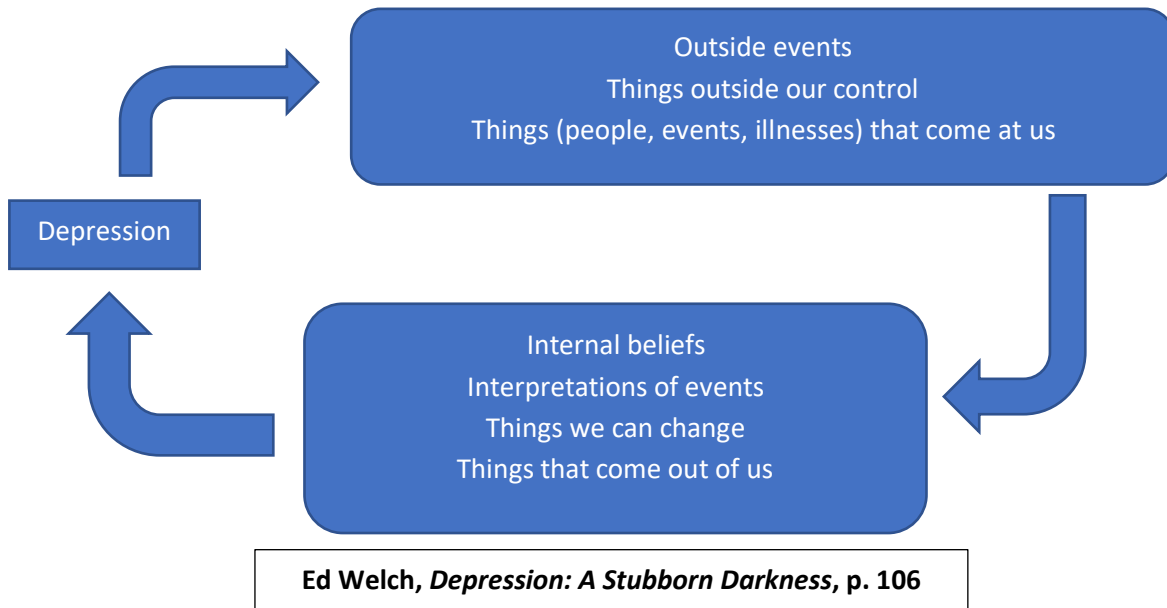 Outside events
Things outside our control
Things (people, events, illnesses) that come at us
Depression
Internal beliefs
Interpretations of events
Things we can change
Things that come out of us
Ed Welch, Depression: A Stubborn Darkness, p. 106